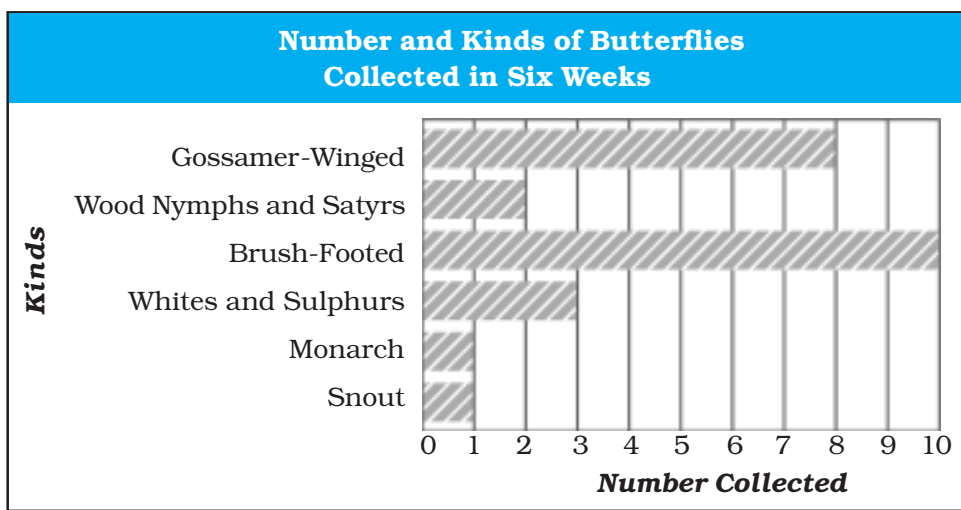 Number and Kinds of Butterflies
Collected in Six Weeks
Kinds
Gossamer-Winged
Wood Nymphs and Satyrs
Brush-Footed
Whites and Sulphurs
Monarch
Snout
0 1 2 3 4 5 6 7 8 9 10
Number Collected